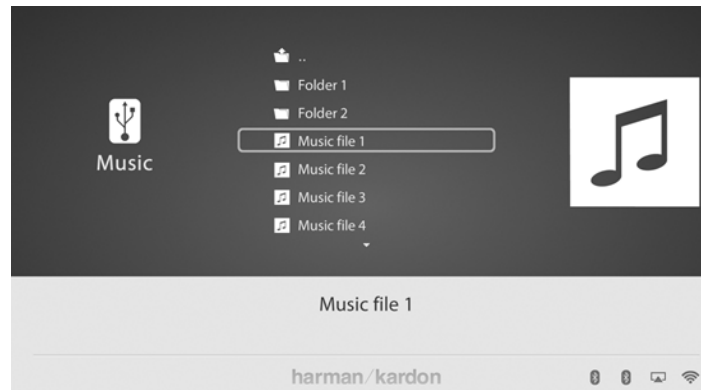 ..
Folder 1
Folder 2
Music file 1
Music
Music file 2
Music file 3
Music file 4
Music file 1
harman/kardon